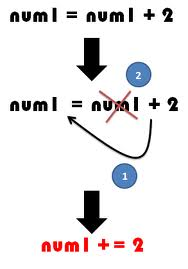 num1 = num1 + 2
2
num1 = num1 + 2
1
num1 += 2